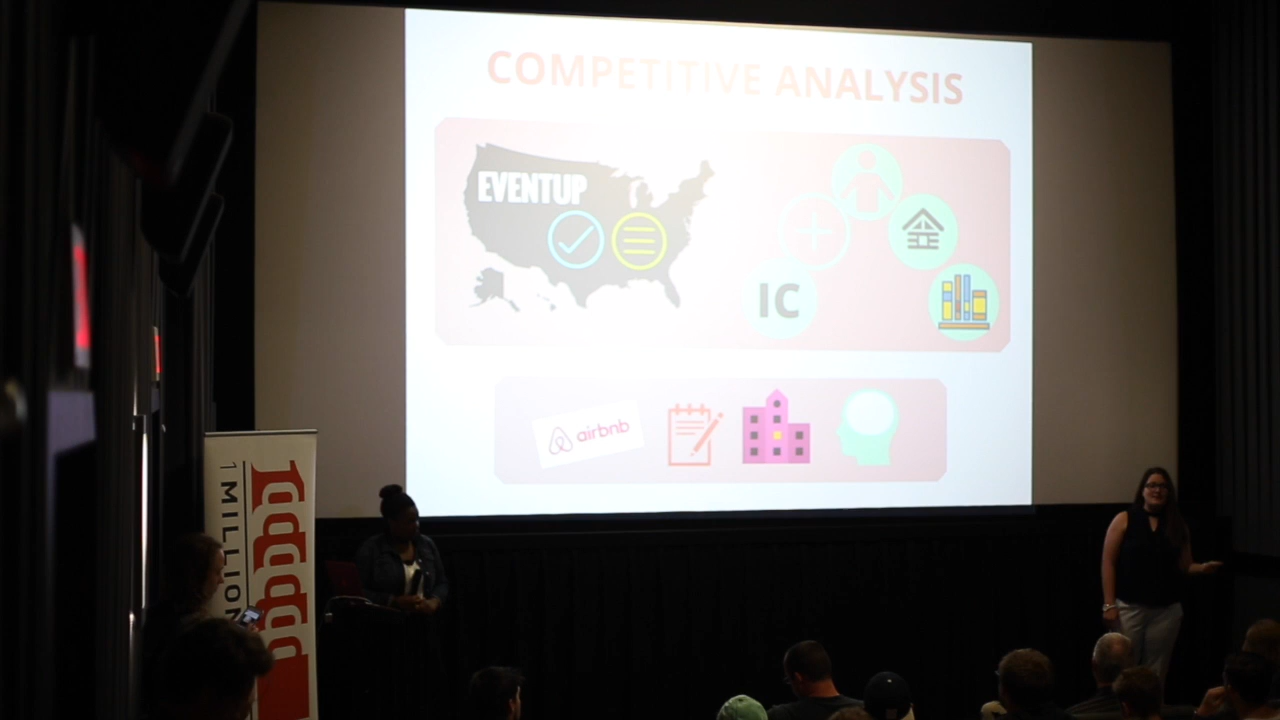 COMPETITIVE ANALYSIS
EVENTUP
IC
airbnb
1 MILLION